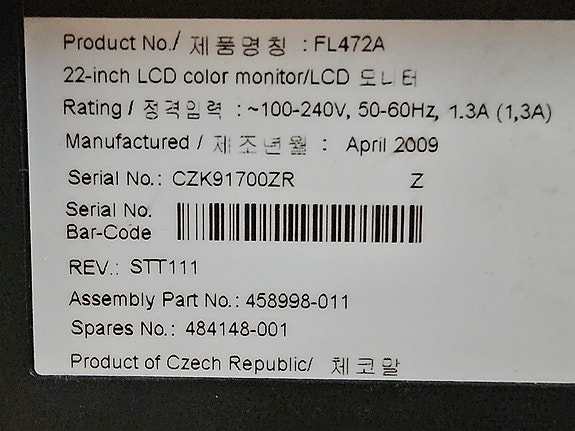 Product No./ 제품명칭 : FL472A
22-inch LCD color monitor/LCD 모니터
Rating / 정격입력 : ~100-240V, 50-60Hz, 1.3A (1,3A)
Manufactured / 제조년월 : April 2009
Serial No.: CZK91700ZR Z
Serial No.
Bar-Code
REV.: STT111
Assembly Part No.: 458998-011
Spares No.: 484148-001
Product of Czech Republic/ 체코말